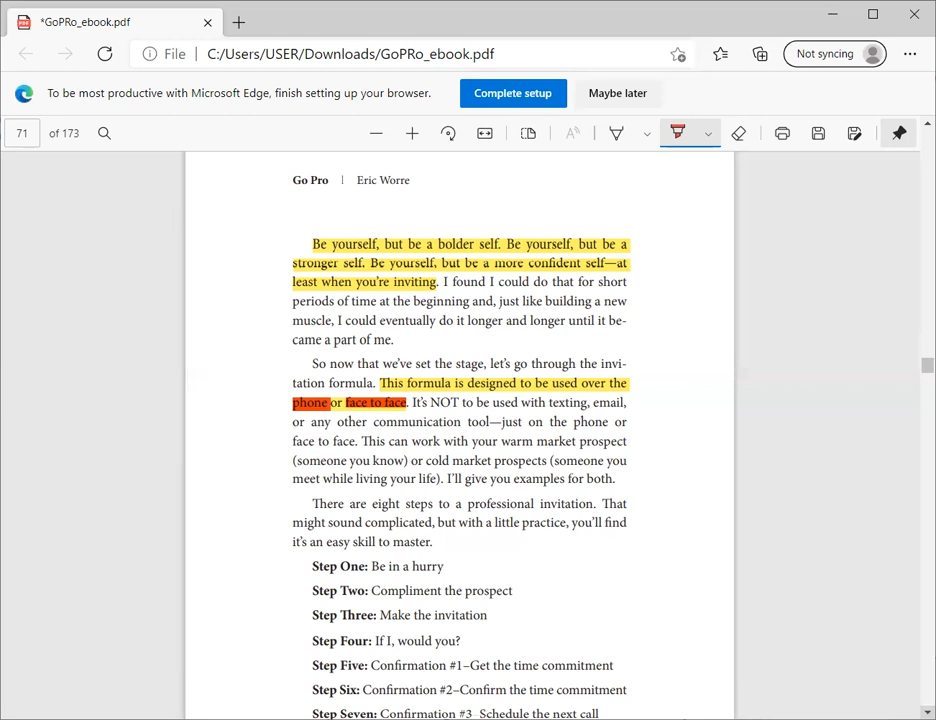 *GoPRo_ebook.pdf
File C:/Users/USER/Downloads/GoPRo_ebook.pdf Not syncing
To be most productive with Microsoft Edge, finish setting up your browser. Complete setup Maybe later
71 of 173
Go Pro | Eric Worre
Be yourself, but be a bolder self. Be yourself, but be a
stronger self. Be yourself, but be a more confident self—at
least when you're inviting. I found I could do that for short
periods of time at the beginning and, just like building a new
muscle, I could eventually do it longer and longer until it be-
came a part of me.
So now that we've set the stage, let's go through the invi-
tation formula. This formula is designed to be used over the
phone or face to face. It's NOT to be used with texting, email,
or any other communication tool—just on the phone or
face to face. This can work with your warm market prospect
(someone you know) or cold market prospects (someone you
meet while living your life). I'll give you examples for both.
There are eight steps to a professional invitation. That
might sound complicated, but with a little practice, you'll find
it's an easy skill to master.
Step One: Be in a hurry
Step Two: Compliment the prospect
Step Three: Make the invitation
Step Four: If I, would you?
Step Five: Confirmation #1–Get the time commitment
Step Six: Confirmation #2–Confirm the time commitment
Step Seven: Confirmation #3 Schedule the next call